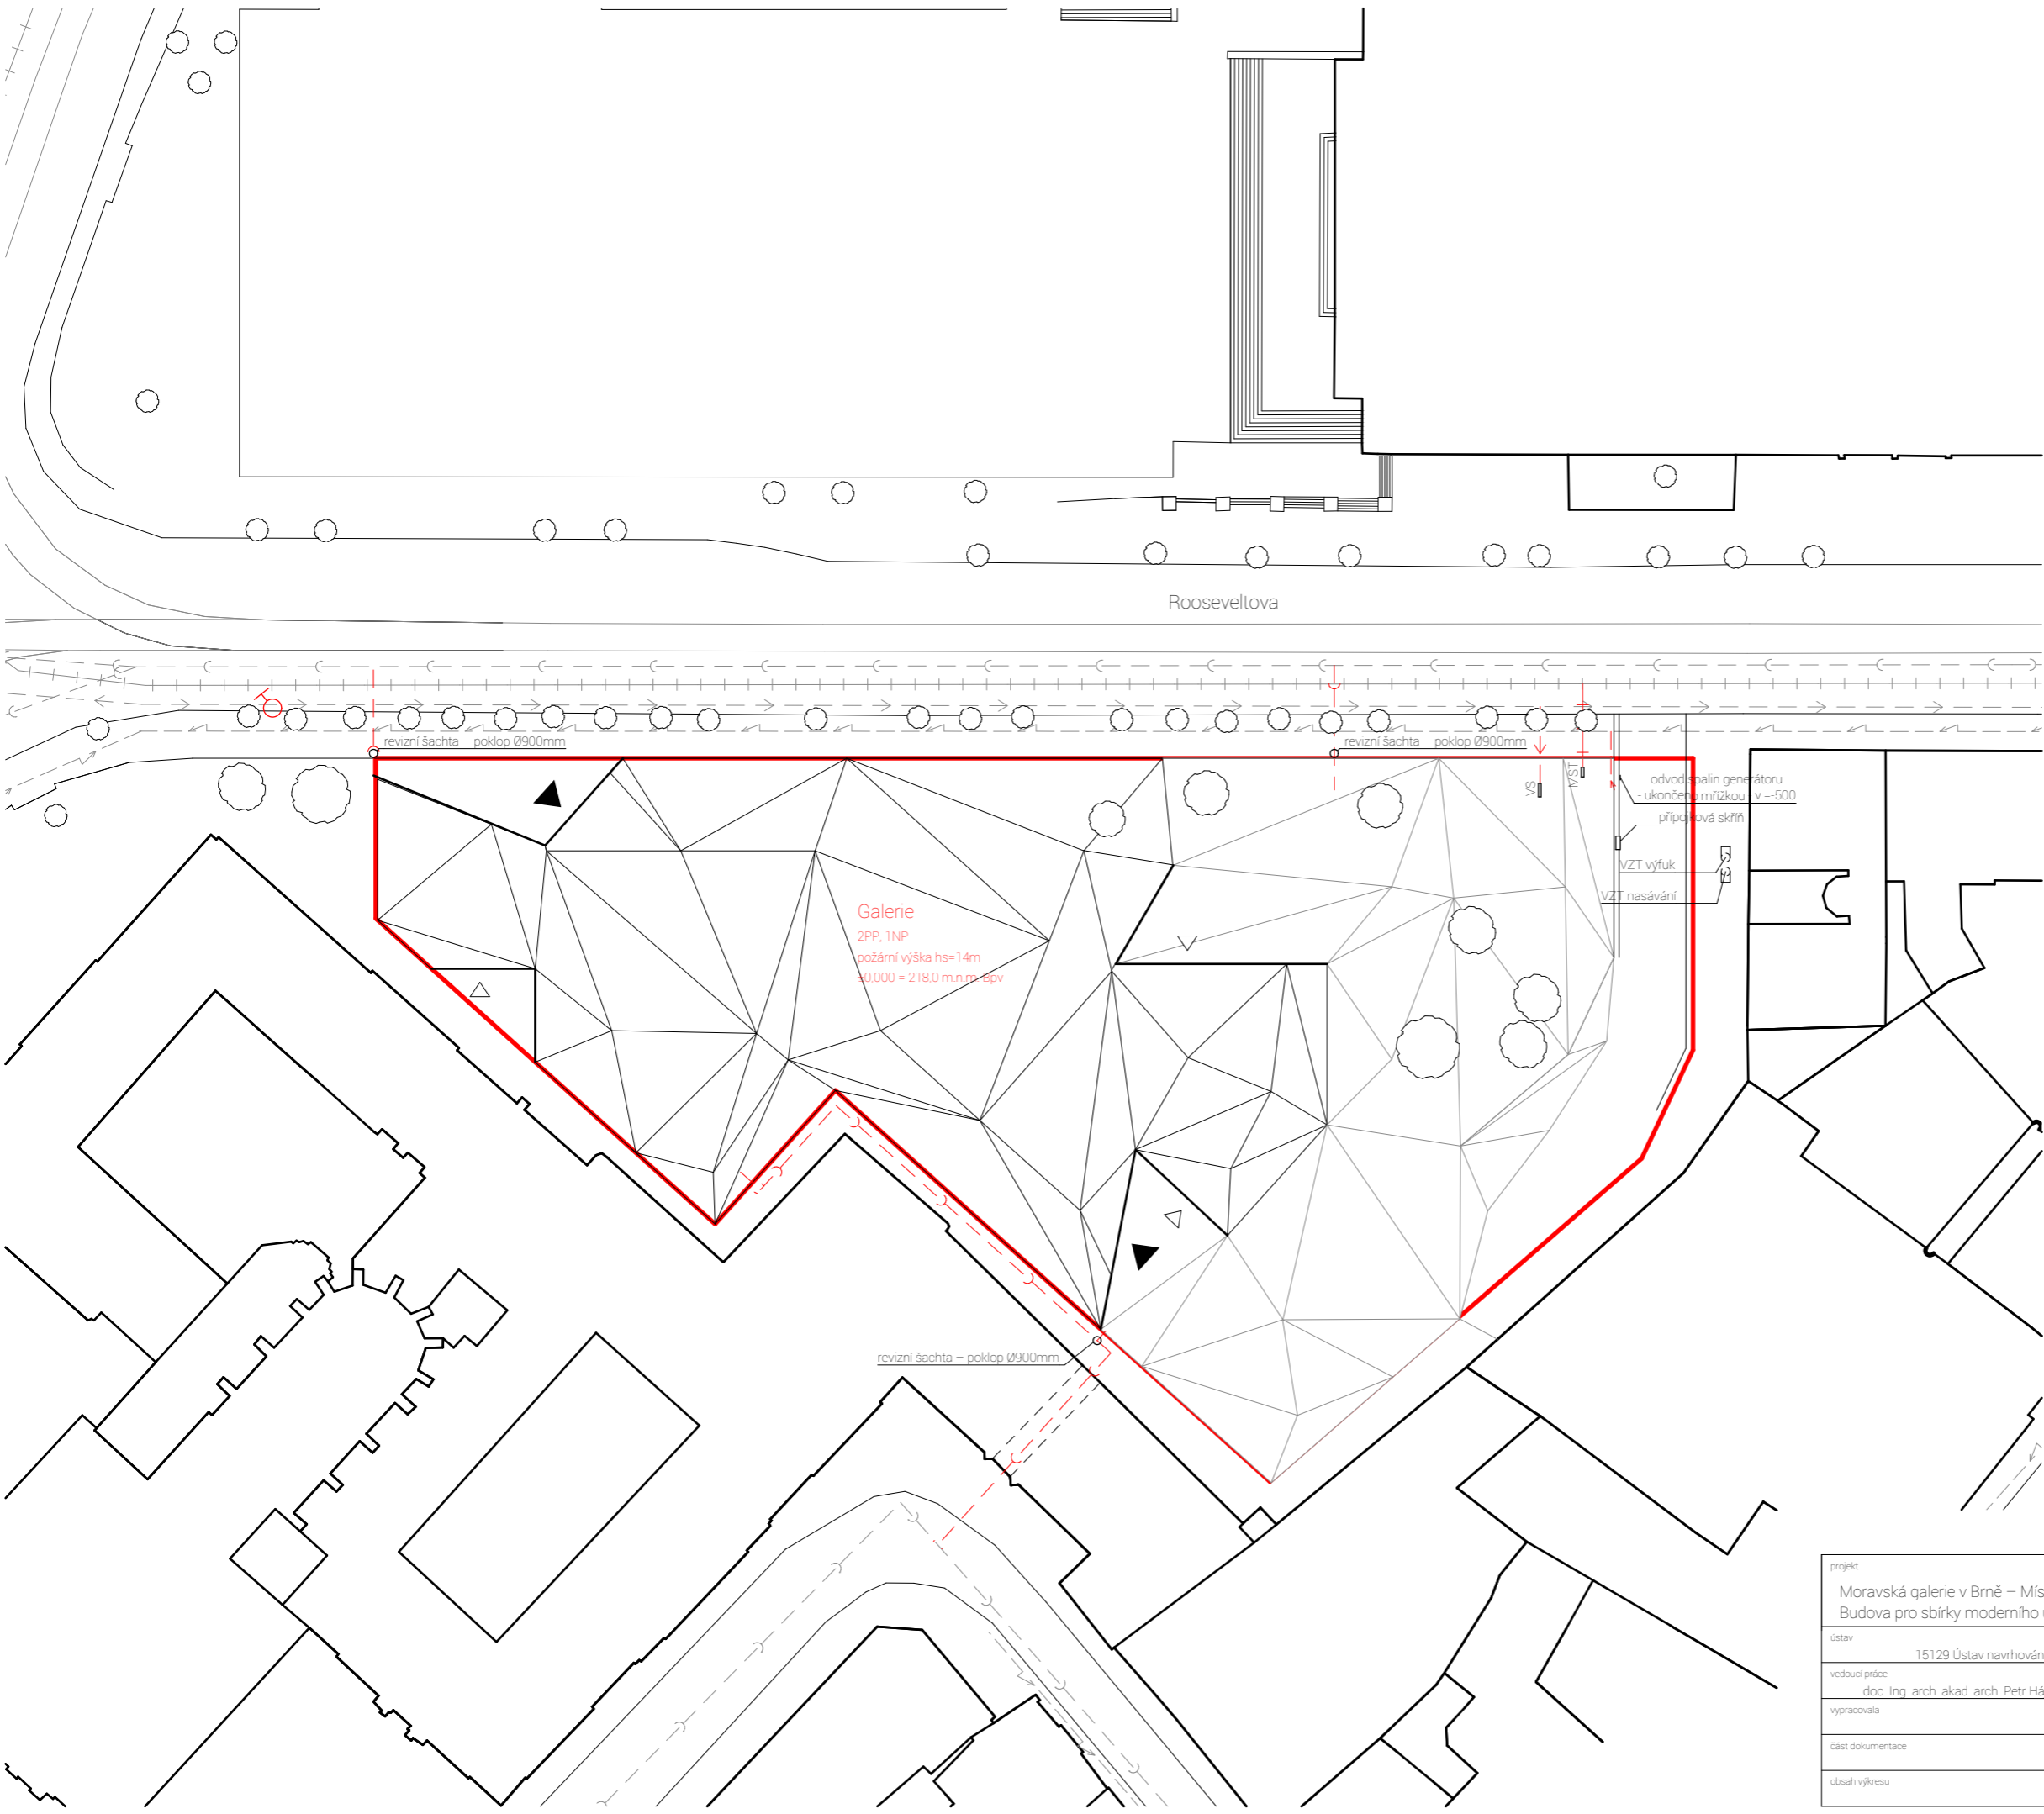 Rooseveltova
revizní šachta – poklop Ø900mm
revizní šachta – poklop Ø900mm
VS
MST
odvod spalin generátoru
- ukončeno mřížkou v.=-500
přípojková skříň
VZT výfuk
VZT nasávání
Galerie
2PP, 1NP
požární výška hs=14m
±0,000 = 218,0 m.n.m. Bpv
revizní šachta – poklop Ø900mm
projekt
Moravská galerie v Brně – Mís
Budova pro sbírky moderního
ústav
15129 Ústav navrhován
vedoucí práce
doc. Ing. arch. akad. arch. Petr Há
vypracovala
část dokumentace
obsah výkresu